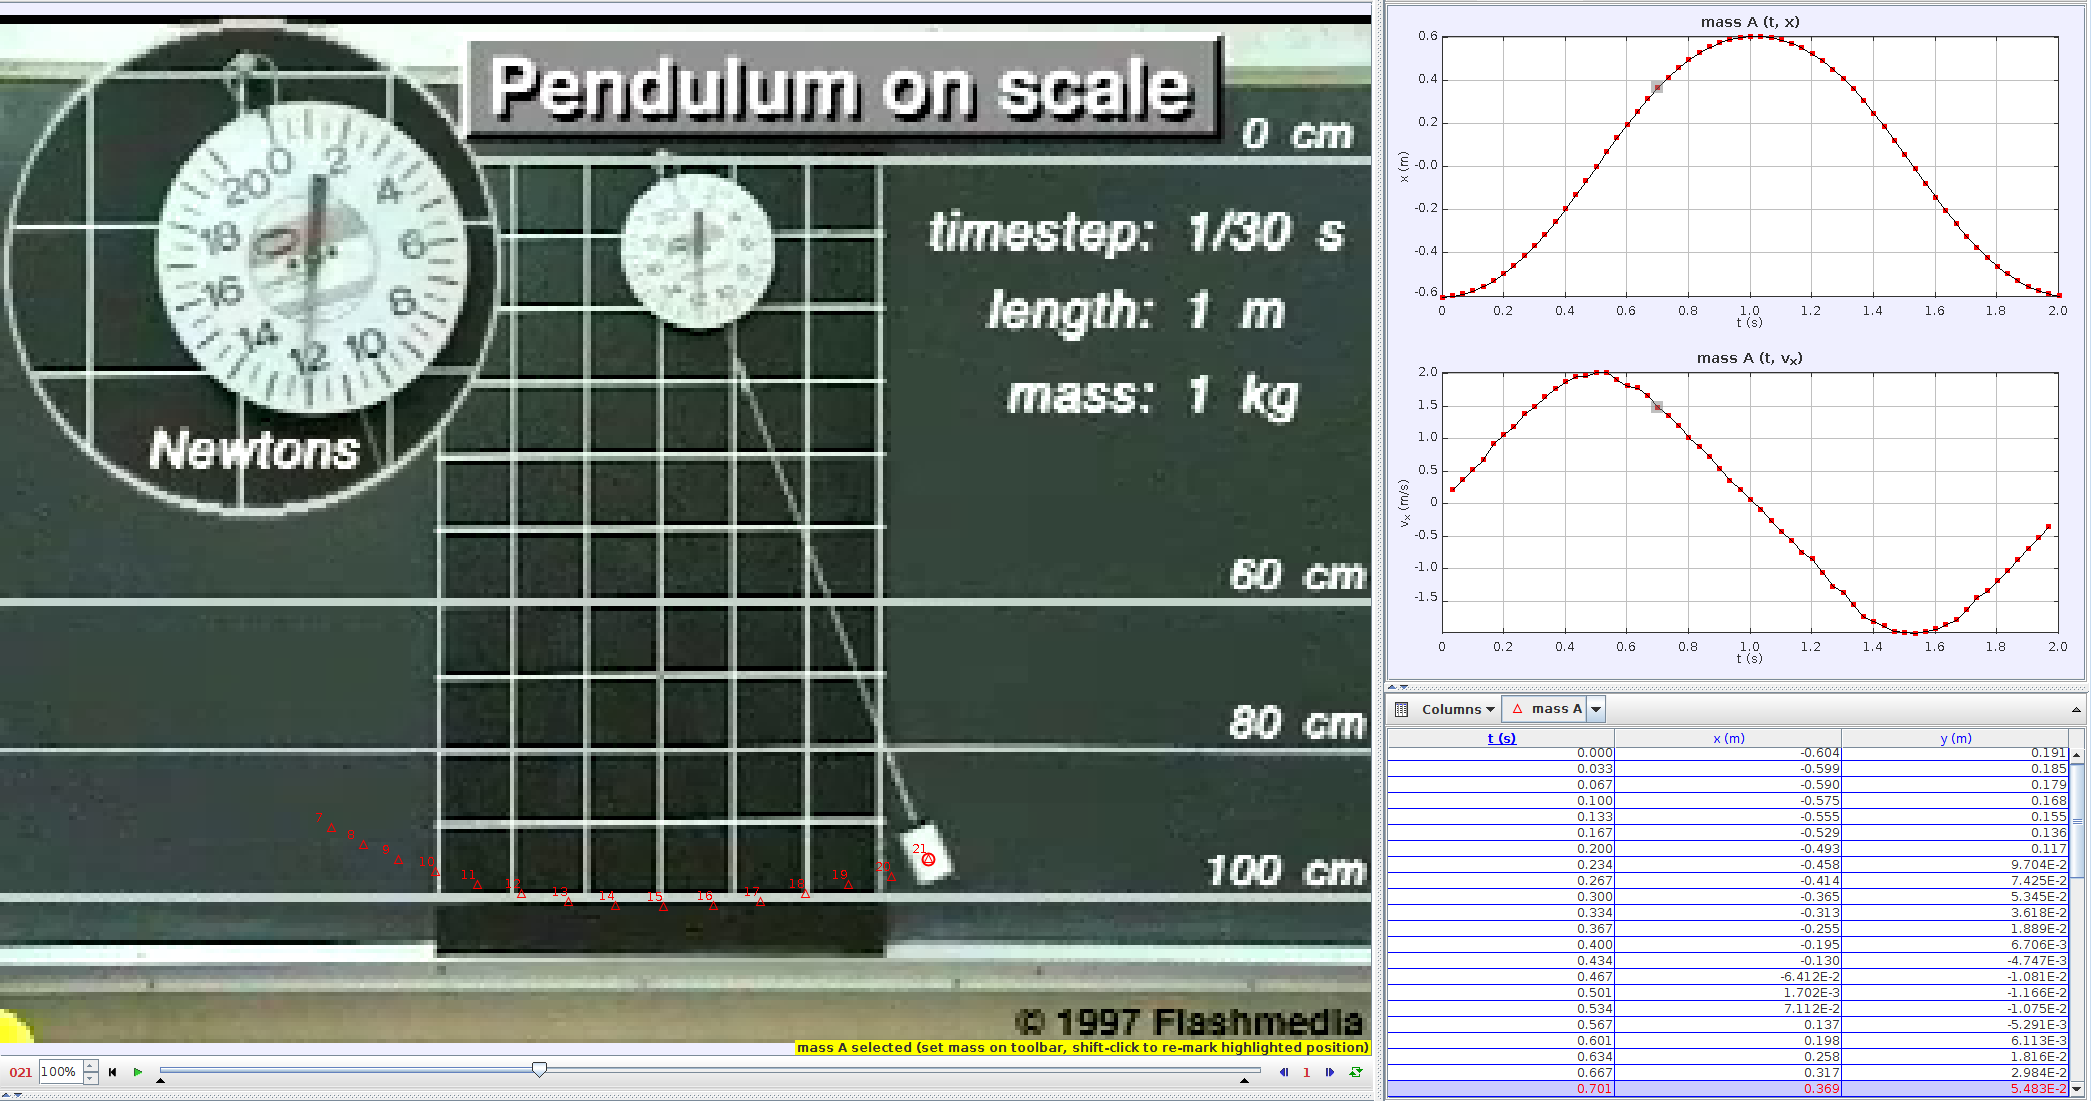 Pendulum on scale
0 cm
0
2
4
6
8
10
12
14
16
18
20
Newtons
timestep: 1/30 s
length: 1 m
mass: 1 kg
60 cm
80 cm
100 cm
7
8
9
10
11
12
13
14
15
16
17
18
19
20
21
© 1997 Flashmedia
mass A selected (set mass on toolbar, shift-click to re-mark highlighted position)
021 100% 1
mass A (t, x)
0.6
0.4
0.2
-0.0
-0.2
-0.4
-0.6
x (m)
0 0.2 0.4 0.6 0.8 1.0 1.2 1.4 1.6 1.8 2.0
t (s)
mass A (t, vx)
2.0
1.5
1.0
0.5
0
-0.5
-1.0
-1.5
vx (m/s)
0 0.2 0.4 0.6 0.8 1.0 1.2 1.4 1.6 1.8 2.0
t (s)
Columns mass A
t (s) x (m) y (m)
0.000 -0.604 0.191
0.033 -0.599 0.185
0.067 -0.590 0.179
0.100 -0.575 0.168
0.133 -0.555 0.155
0.167 -0.529 0.136
0.200 -0.493 0.117
0.234 -0.458 9.704E-2
0.267 -0.414 7.425E-2
0.300 -0.365 5.345E-2
0.334 -0.313 3.618E-2
0.367 -0.255 1.889E-2
0.400 -0.195 6.706E-3
0.434 -0.130 -4.747E-3
0.467 -6.412E-2 -1.081E-2
0.501 1.702E-3 -1.166E-2
0.534 7.112E-2 -1.075E-2
0.567 0.137 -5.291E-3
0.601 0.198 6.113E-3
0.634 0.258 1.816E-2
0.667 0.317 2.984E-2
0.701 0.369 5.483E-2